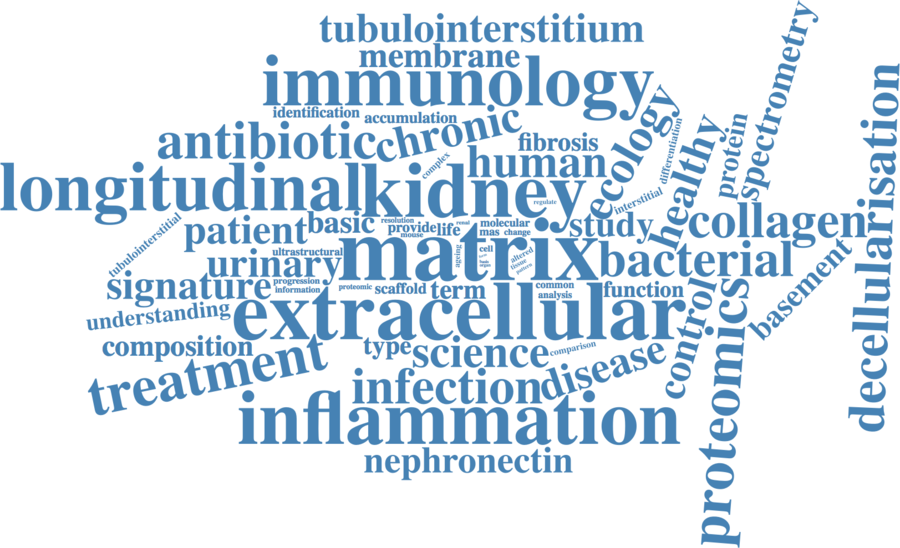 tubulointerstitium
membrane
immunology
identification
accumulation
antibiotic
chronic
fibrosis
ecology
differentiation
healthy
protein
spectrometry
decellularisation
complex
human
longitudinal
kidney
regulate
interstitial
tubulointerstitial
patient
basic
resolution
provide
mouse
life
renal
molecular
mas
change
study
collagen
ultrastructural
urinary
matrix
ageing
cell
altered
tissue
pattern
bacterial
basement
signature
progression
information
proteomic
scaffold
term
common
analysis
function
control
proteomics
understanding
extracellular
composition
type
science
comparison
disease
treatment
infection
inflammation
nephronectin